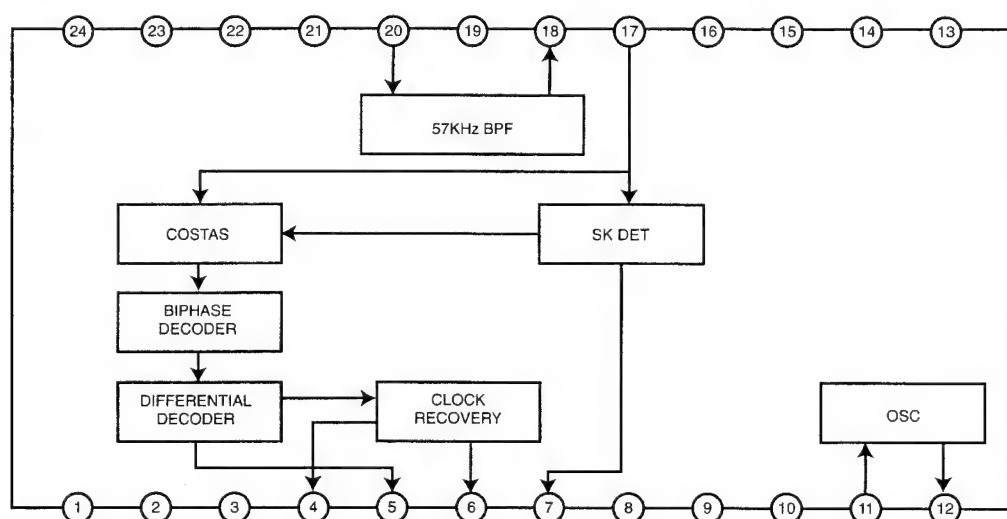 24 23 22 21 20 19 18 17 16 15 14 13
57KHz BPF
COSTAS
SK DET
BIPHASE
DECODER
DIFFERENTIAL
DECODER
CLOCK
RECOVERY
OSC
1 2 3 4 5 6 7 8 9 10 11 12